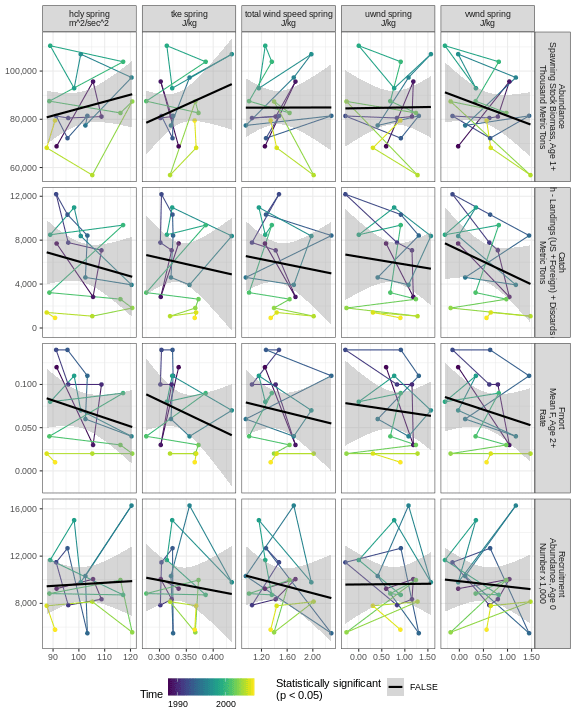 hcly spring
m^2/sec^2
tke spring
J/kg
total wind speed spring
J/kg
uwnd spring
J/kg
vwnd spring
J/kg
100,000
80,000
60,000
Abundance
Spawning Stock Biomass, Age 1+
Thousand Metric Tons
12,000
8,000
4,000
0
Catch
h - Landings (US +Foreign) + Discards
Metric Tons
0.100
0.050
0.000
Fmort
Mean F, Age 2+
Rate
16,000
12,000
8,000
Recruitment
Abundance, Age 0
Number x 1,000
90 100 110 120
0.300 0.350 0.400
1.20 1.60 2.00
0.00 0.50 1.00 1.50
0.00 0.50 1.00 1.50
Time
1990 2000
Statistically significant
(p < 0.05)
FALSE